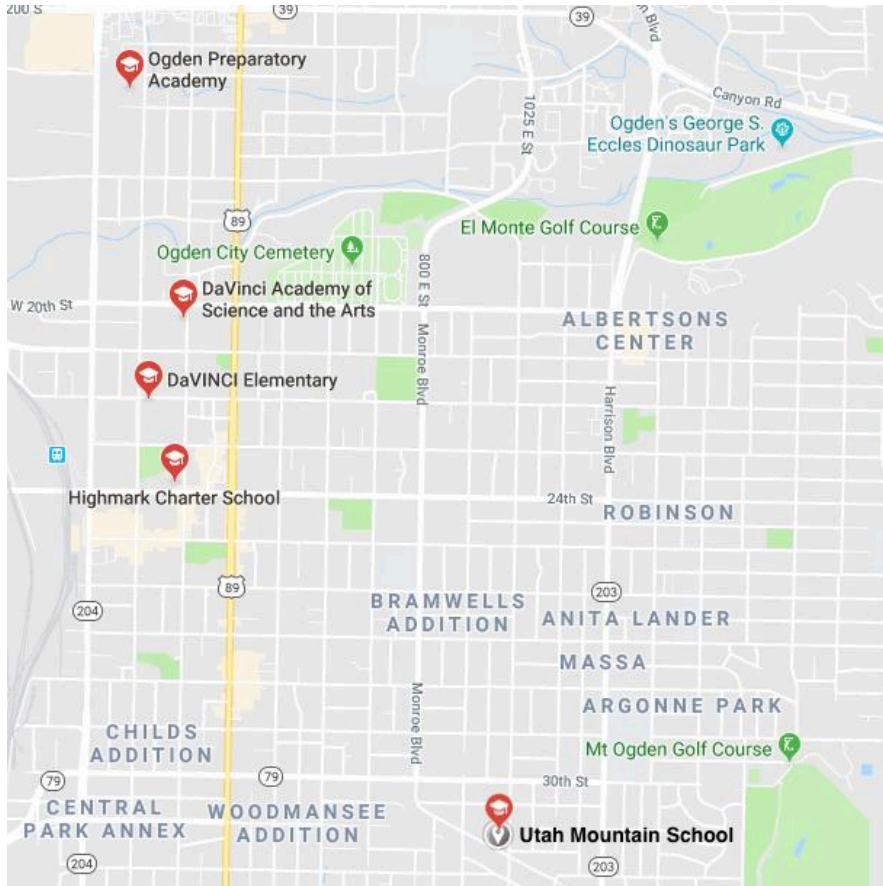 200 S
39
39
n Blvd
Ogden Preparatory
Academy
Canyon Rd
1025 E St
Ogden's George S.
Eccles Dinosaur Park
89
El Monte Golf Course
Ogden City Cemetery
800 E St
DaVinci Academy of
Science and the Arts
W 20th St
ALBERTSONS
CENTER
Monroe Blvd
DaVINCI Elementary
Harrison Blvd
Highmark Charter School
24th St
ROBINSON
89
203
204
BRAMWELLS
ADDITION
ANITA LANDER
MASSA
Monroe Blvd
ARGONNE PARK
CHILDS
ADDITION
Mt Ogden Golf Course
79
79
30th St
CENTRAL
PARK ANNEX
WOODMANSEE
ADDITION
Utah Mountain School
204
203